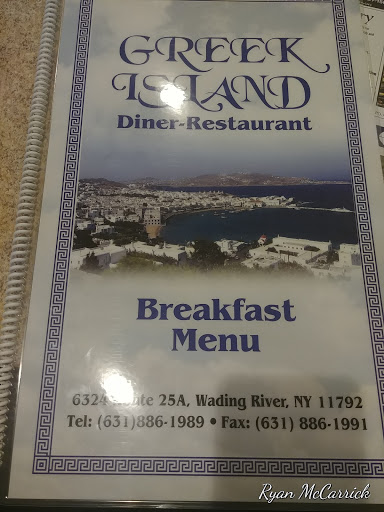 GREEK
ISLAND
Diner-Restaurant
Breakfast
Menu
6324 Route 25A, Wading River, NY 11792
Tel: (631)886-1989 • Fax: (631) 886-1991
Ryan McCarrick